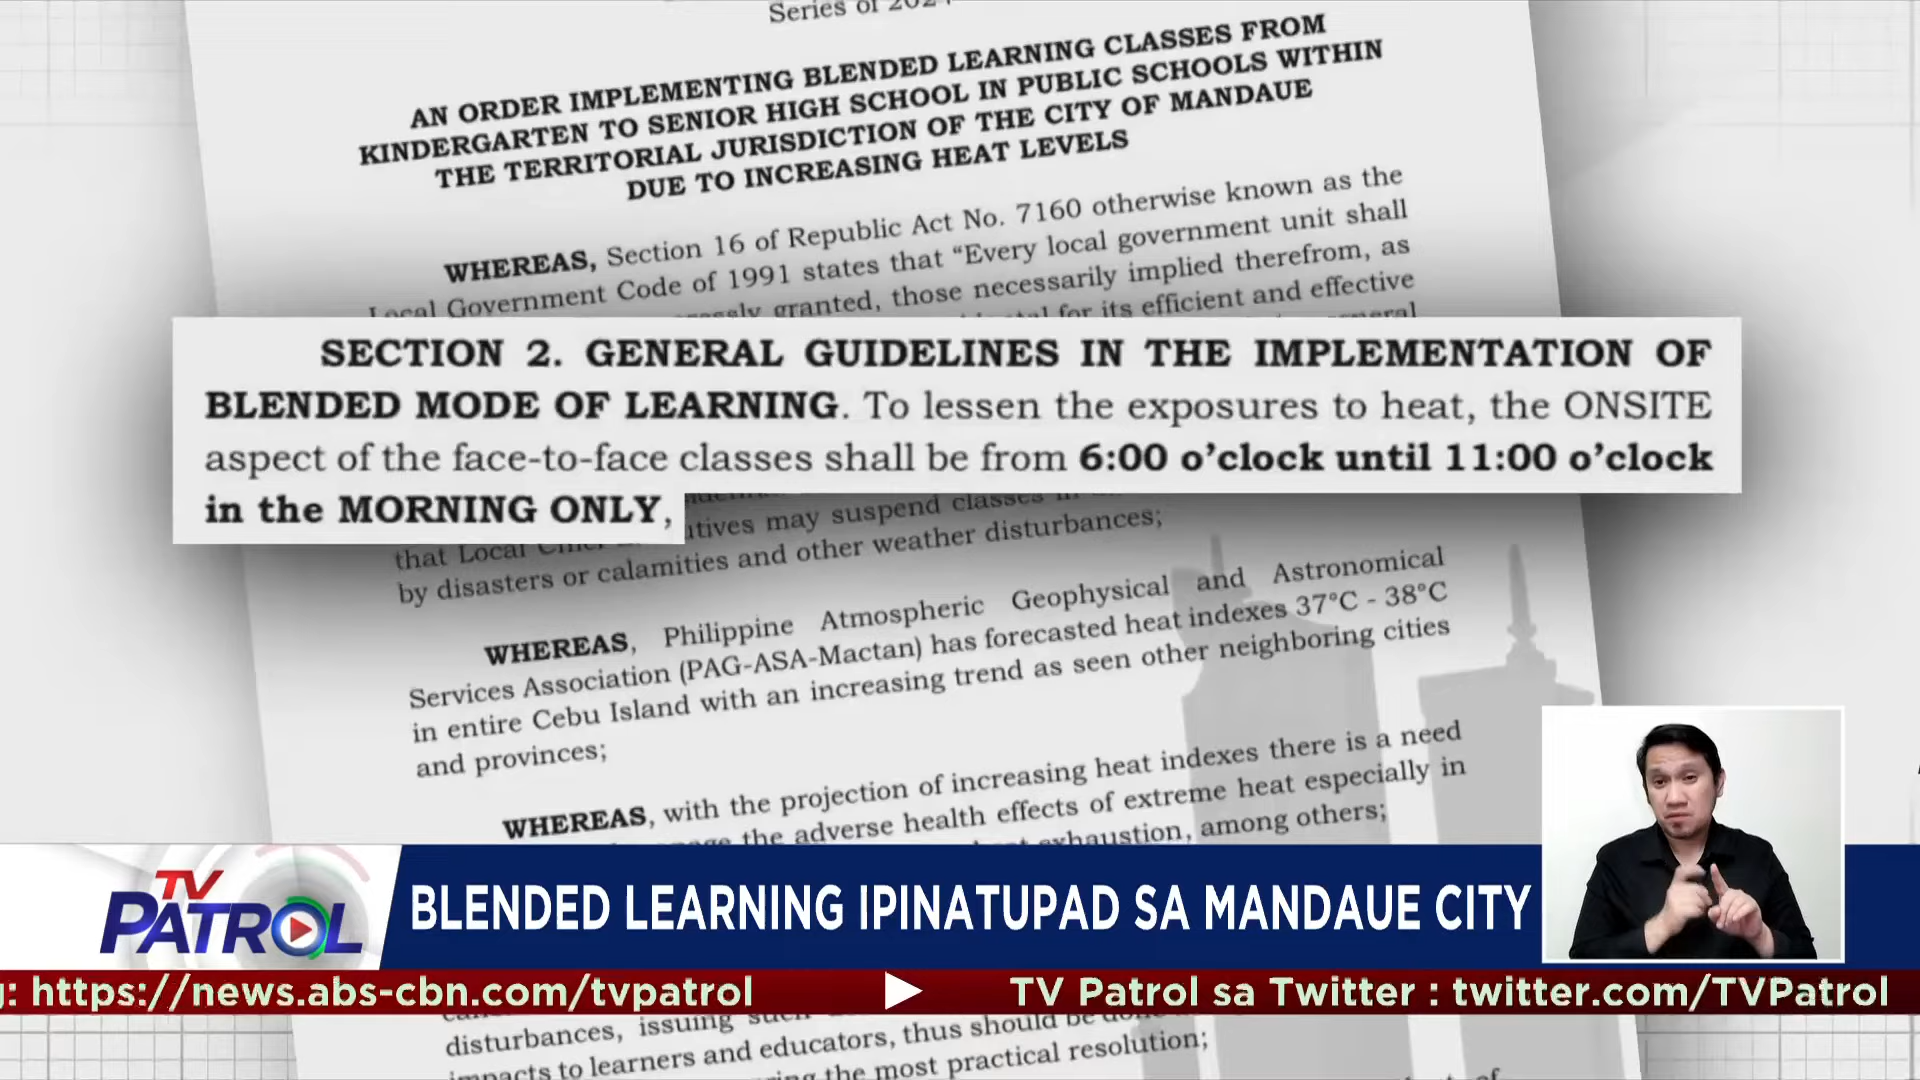 Series of 2024
AN ORDER IMPLEMENTING BLENDED LEARNING CLASSES FROM
KINDERGARTEN TO SENIOR HIGH SCHOOL IN PUBLIC SCHOOLS WITHIN
THE TERRITORIAL JURISDICTION OF THE CITY OF MANDAUE
DUE TO INCREASING HEAT LEVELS
WHEREAS, Section 16 of Republic Act No. 7160 otherwise known as the
Local Government Code of 1991 states that “Every local government unit shall
granted, those necessarily implied therefrom, as
for its efficient and effective
SECTION 2. GENERAL GUIDELINES IN THE IMPLEMENTATION OF
BLENDED MODE OF LEARNING. To lessen the exposures to heat, the ONSITE
aspect of the face-to-face classes shall be from 6:00 o’clock until 11:00 o’clock
in the MORNING ONLY,
may suspend classes
that Local
by disasters or calamities and other weather disturbances;
WHEREAS, Philippine Atmospheric Geophysical and Astronomical
Services Association (PAG-ASA-Mactan) has forecasted heat indexes 37°C - 38°C
in entire Cebu Island with an increasing trend as seen other neighboring cities
and provinces;
WHEREAS, with the projection of increasing heat indexes there is a need
the adverse health effects of extreme heat especially in
exhaustion, among others;
TV
PATROL
BLENDED LEARNING IPINATUPAD SA MANDAUE CITY
g: https://news.abs-cbn.com/tvpatrol TV Patrol sa Twitter : twitter.com/TVPatrol
disturbances, issuing such
impacts to learners and educators, thus should be done
the most practical resolution;